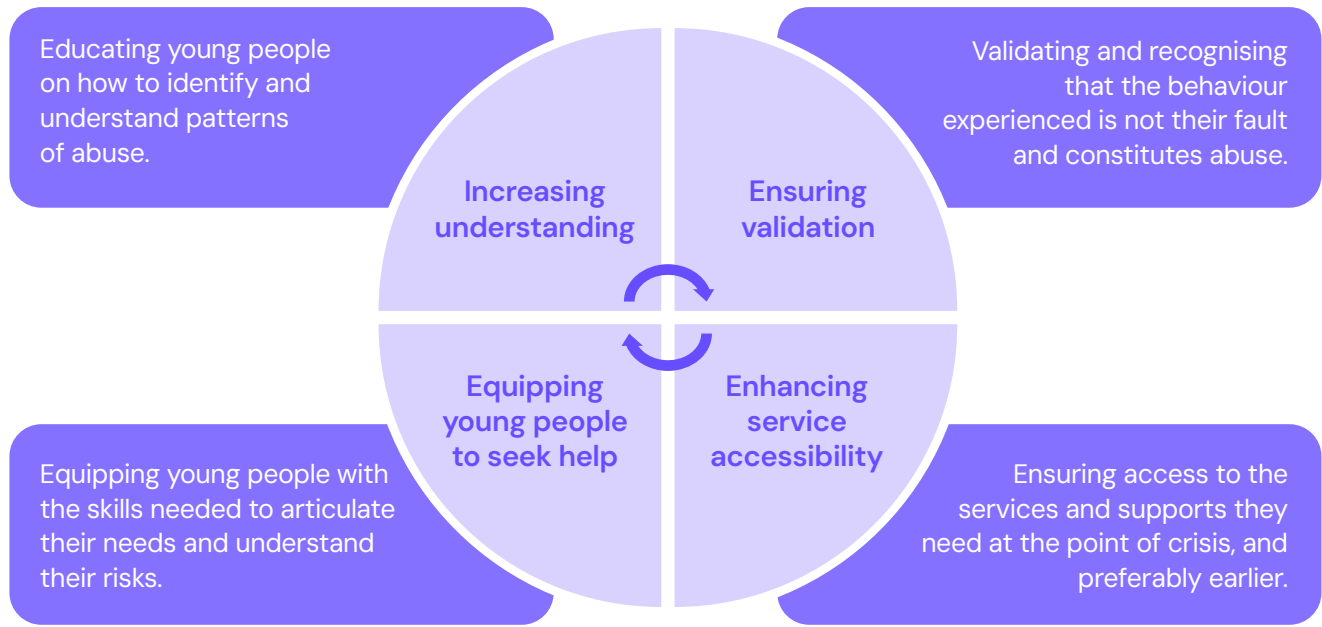 Educating young people
on how to identify and
understand patterns
of abuse.
Validating and recognising
that the behaviour
experienced is not their fault
and constitutes abuse.
Increasing
understanding
Ensuring
validation
Equipping
young people
to seek help
Enhancing
service
accessibility
Equipping young people with
the skills needed to articulate
their needs and understand
their risks.
Ensuring access to the
services and supports they
need at the point of crisis, and
preferably earlier.